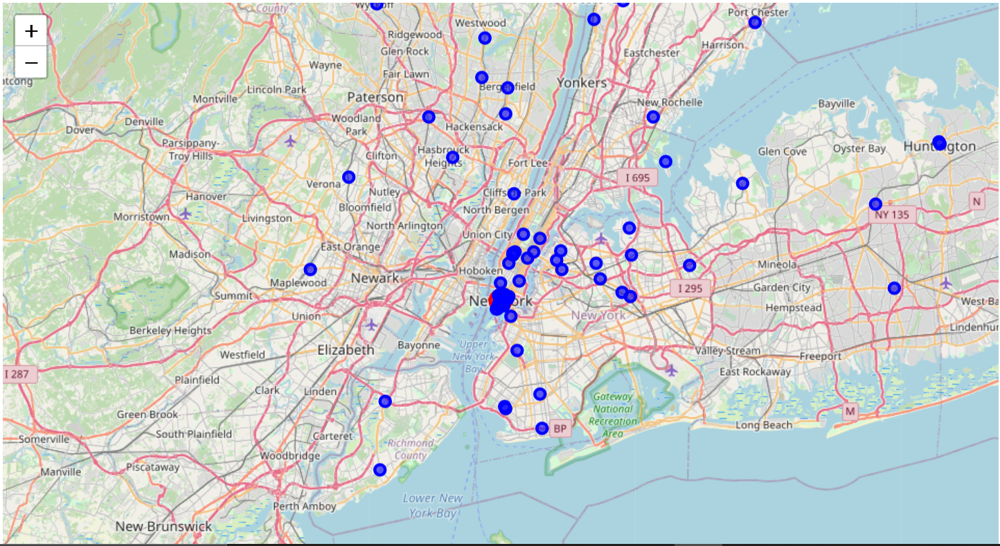 County
Port Chester
+
Westwood
Ridgewood
Harrison
Glen Rock
Eastchester
−
Wayne
Fair Lawn
Yonkers
Lincoln Park
Paterson
Montville
New Rochelle
Bayville
Woodland
Park
Denville
Dover
Hackensack
Parsippany-
Troy Hills
Hasbrouck
Heights
Clifton
Glen Cove
Oyster Bay
Fort Lee
I 695
Verona
Nutley
Park
Hanover
N
Bloomfield
North Bergen
NY 135
Morristown
Livingston
North Arlington
Union City
East Orange
Madison
Mineola
Hoboken
Newark
Maplewood
I 295
Garden City
Summit
West Ba
Hempstead
Union
New York
Lindenhu
Berkeley Heights
Upper
New York
Bay
Bayonne
Elizabeth
Valley Stream
Westfield
Freeport
I 287
East Rockaway
Plainfield
Clark
Linden
Gateway
National
Recreation
Area
Green Brook
M
Long Beach
BP
South Plainfield
Carteret
Somerville
Richmond
County
Woodbridge
Piscataway
Manville
Lower New
York Bay
Perth Amboy
New Brunswick